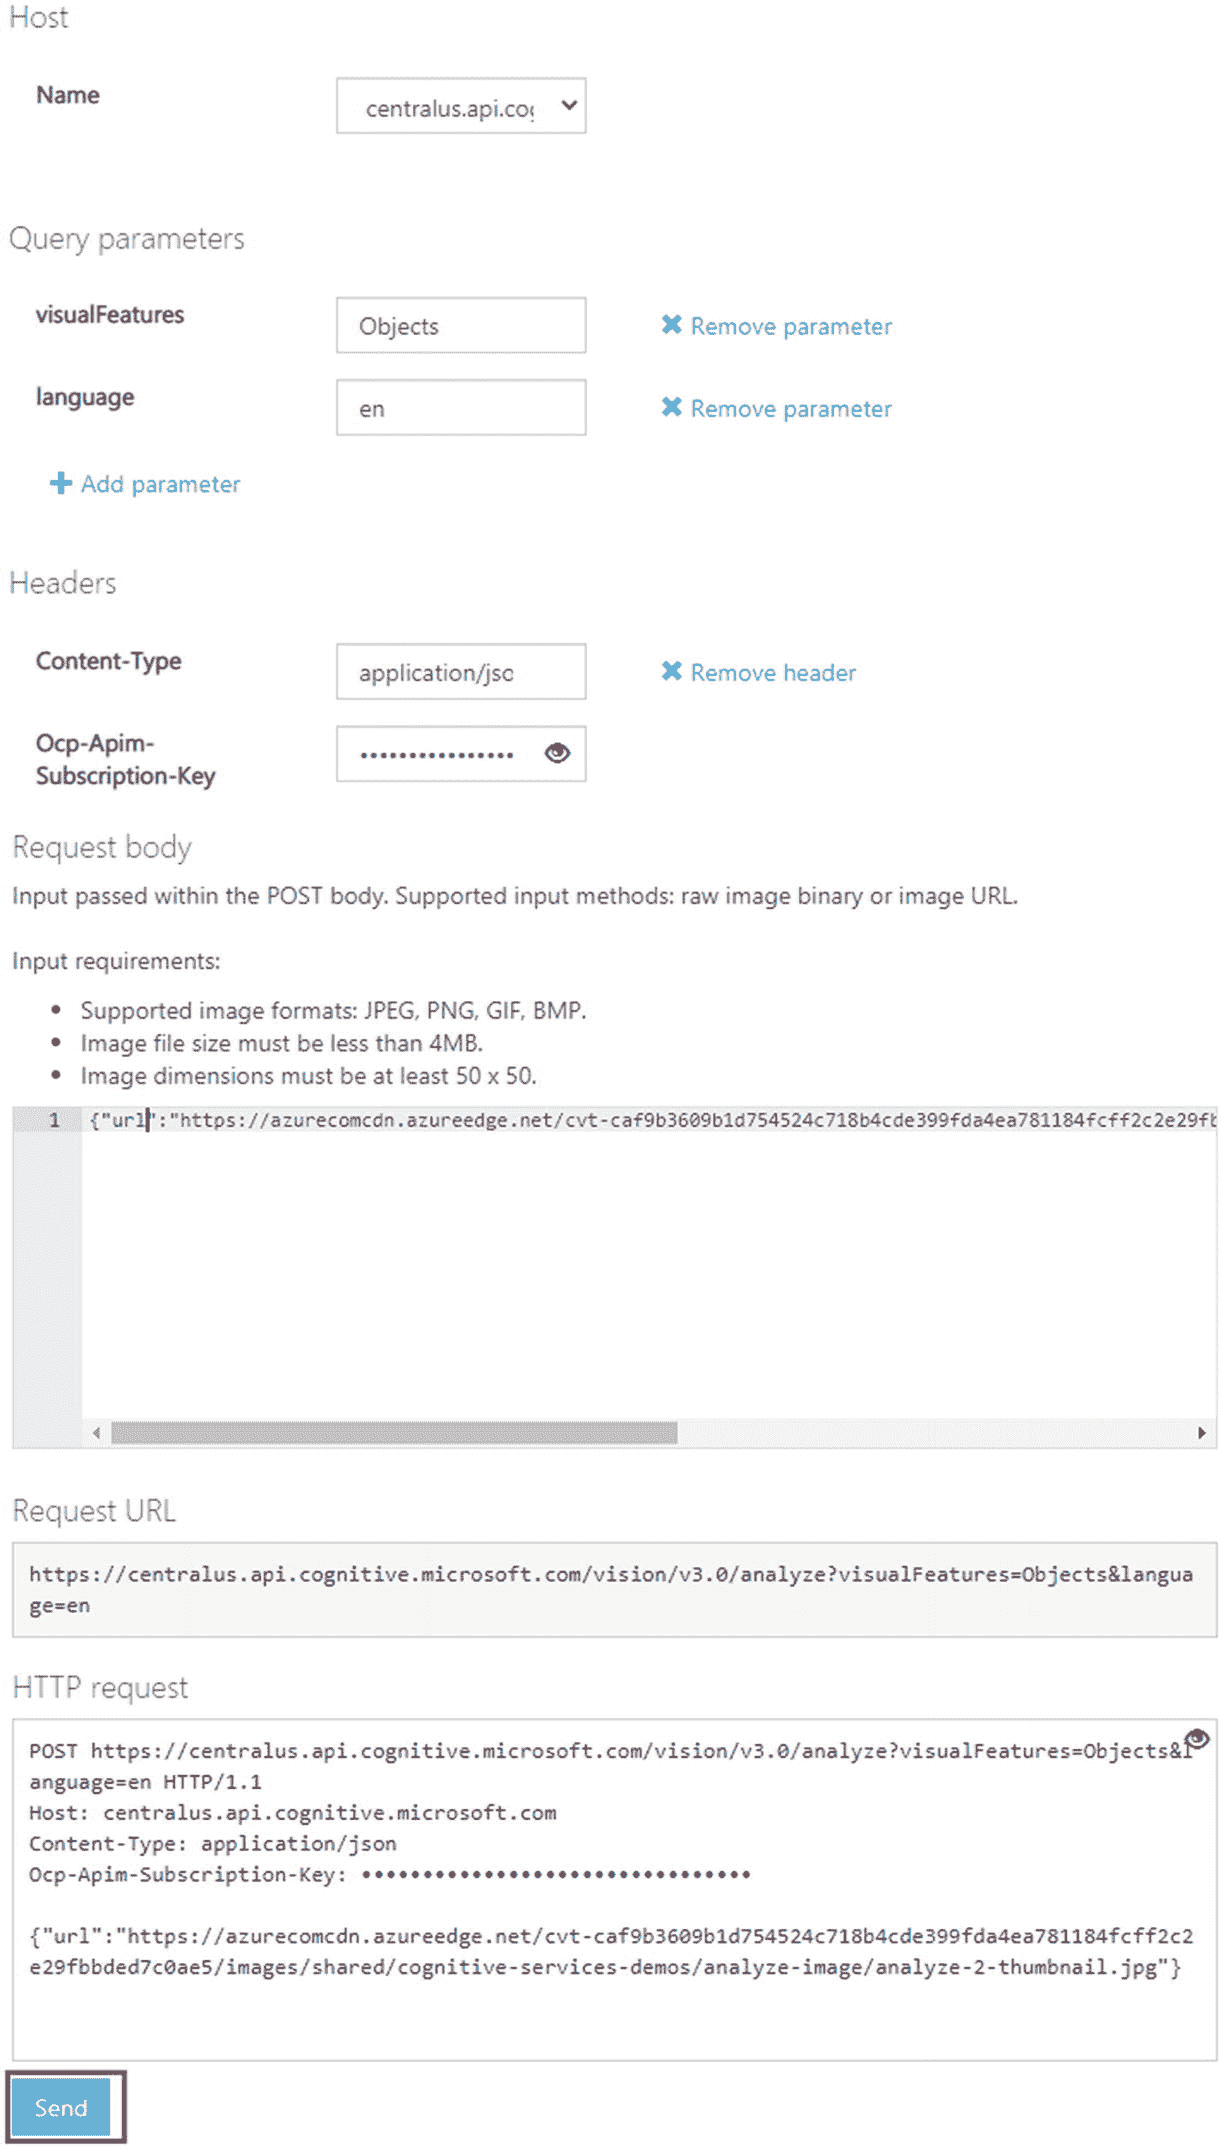 Host
Name
centralus.api.cog
Query parameters
visualFeatures
Objects
✖ Remove parameter
language
en
✖ Remove parameter
+ Add parameter
Headers
Content-Type
application/jso
✖ Remove header
Ocp-Apim-
Subscription-Key
••••••••••••••••
Request body
Input passed within the POST body. Supported input methods: raw image binary or image URL.
Input requirements:
• Supported image formats: JPEG, PNG, GIF, BMP.
• Image file size must be less than 4MB.
• Image dimensions must be at least 50 x 50.
1 {"url":"https://azurecomcdn.azureedge.net/cvt-caf9b3609b1d754524c718b4cde399fda4ea781184fcff2c2e29fb
Request URL
https://centralus.api.cognitive.microsoft.com/vision/v3.0/analyze?visualFeatures=Objects&langua
ge=en
HTTP request
POST https://centralus.api.cognitive.microsoft.com/vision/v3.0/analyze?visualFeatures=Objects&l
anguage=en HTTP/1.1
Host: centralus.api.cognitive.microsoft.com
Content-Type: application/json
Ocp-Apim-Subscription-Key: ••••••••••••••••••••••••••••••••
{"url":"https://azurecomcdn.azureedge.net/cvt-caf9b3609b1d754524c718b4cde399fda4ea781184fcff2c2
e29fbbded7c0ae5/images/shared/cognitive-services-demos/analyze-image/analyze-2-thumbnail.jpg"}
Send